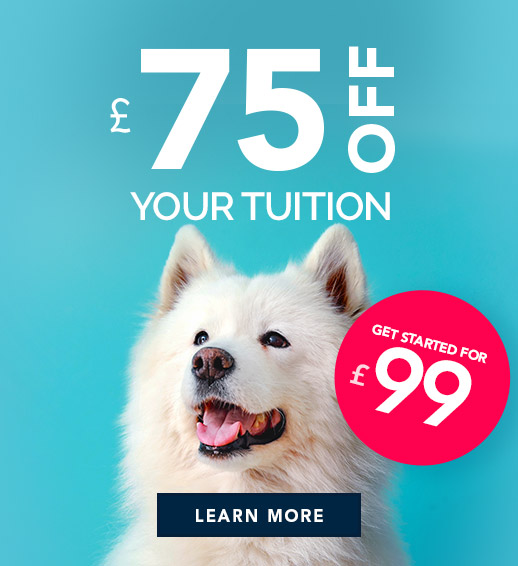 £75 OFF
YOUR TUITION
GET STARTED FOR
£99
LEARN MORE